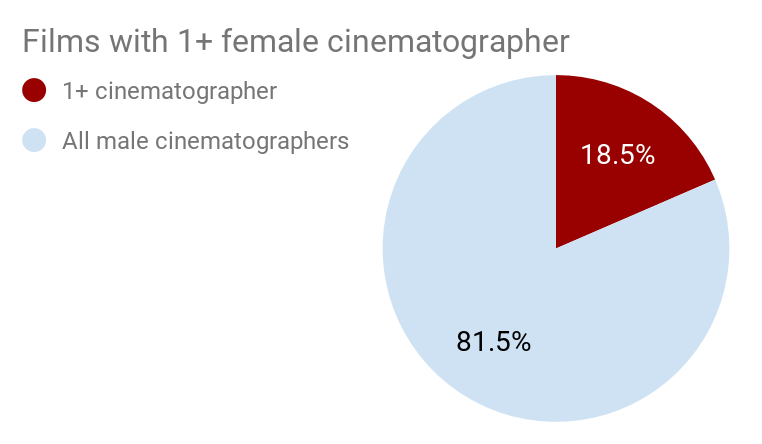 Films with 1+ female cinematographer
1+ cinematographer
All male cinematographers
18.5%
81.5%